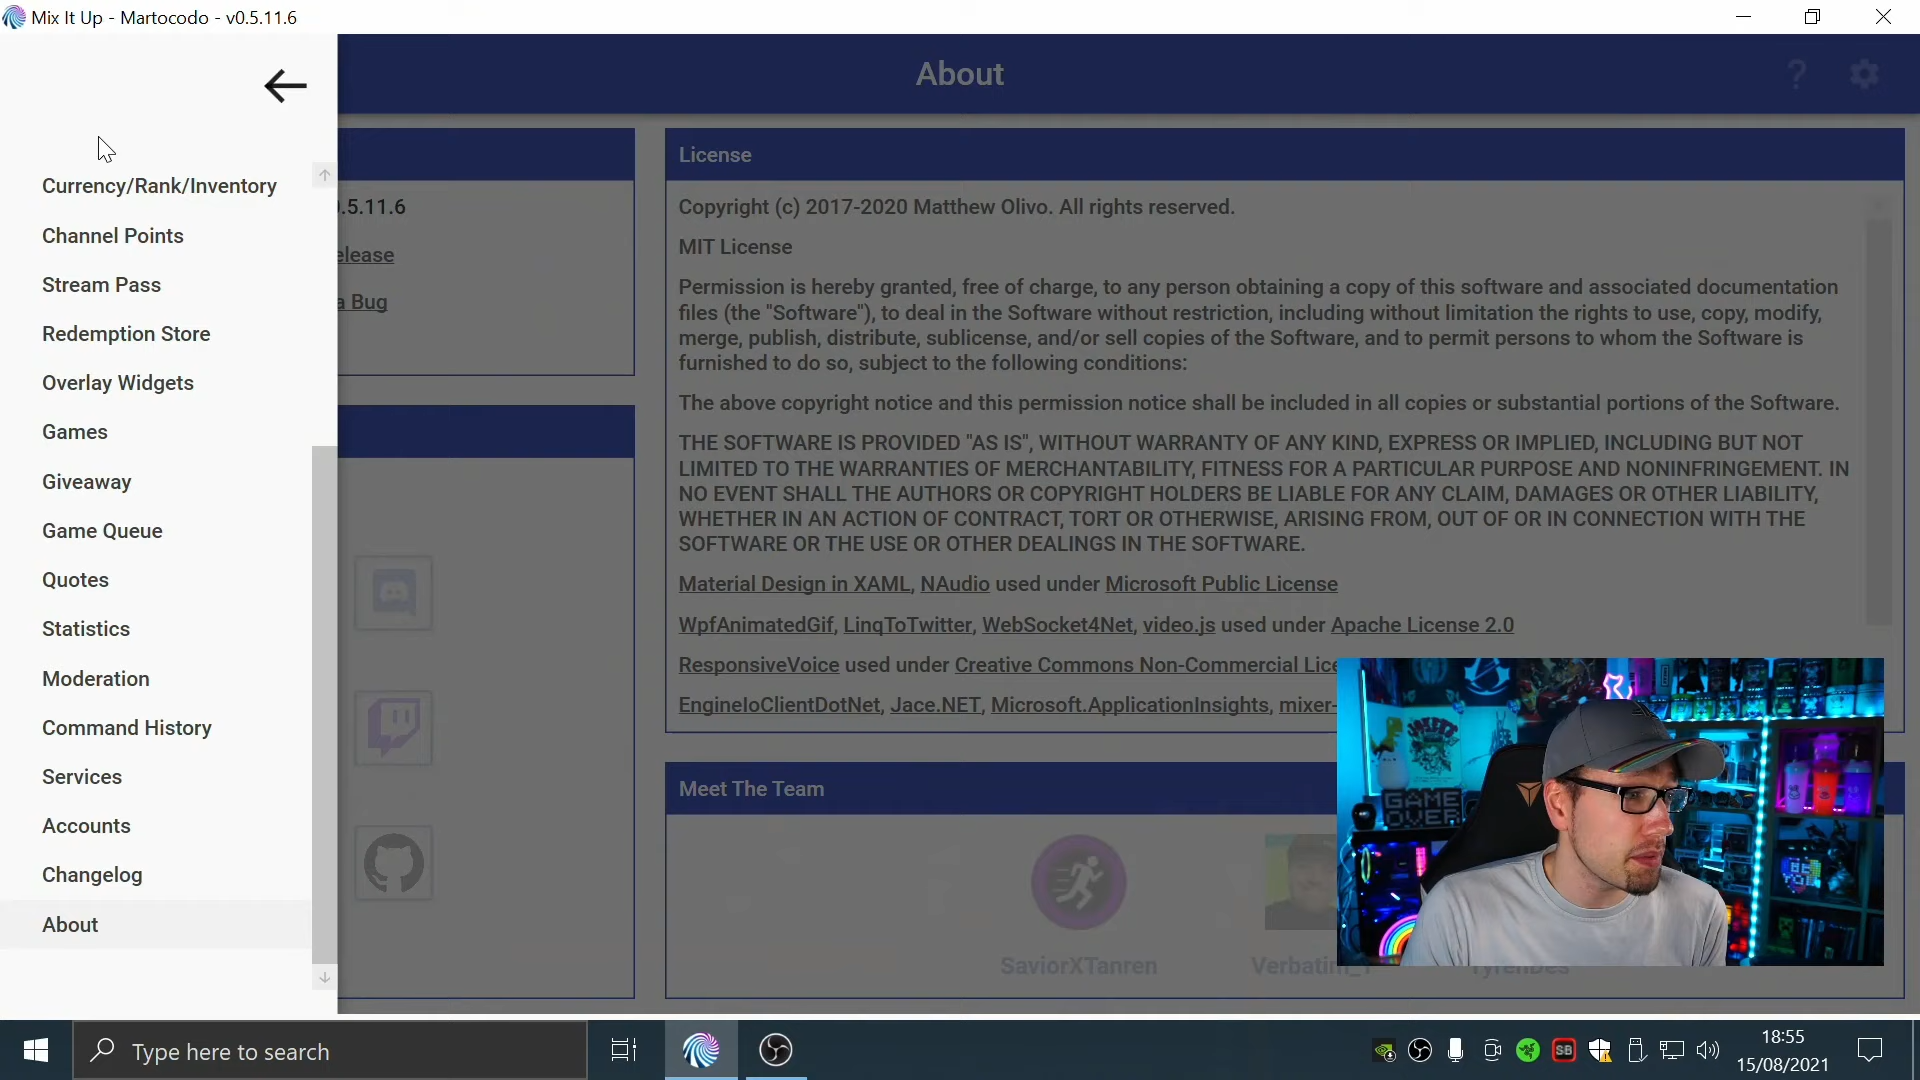 Mix It Up - Martocodo - v0.5.11.6
About
Currency/Rank/Inventory
Channel Points
Stream Pass
Redemption Store
Overlay Widgets
Games
Giveaway
Game Queue
Quotes
Statistics
Moderation
Command History
Services
Accounts
Changelog
About
.5.11.6
elease
a Bug
License
Copyright (c) 2017-2020 Matthew Olivo. All rights reserved.
MIT License
Permission is hereby granted, free of charge, to any person obtaining a copy of this software and associated documentation
files (the "Software"), to deal in the Software without restriction, including without limitation the rights to use, copy, modify,
merge, publish, distribute, sublicense, and/or sell copies of the Software, and to permit persons to whom the Software is
furnished to do so, subject to the following conditions:
The above copyright notice and this permission notice shall be included in all copies or substantial portions of the Software.
THE SOFTWARE IS PROVIDED "AS IS", WITHOUT WARRANTY OF ANY KIND, EXPRESS OR IMPLIED, INCLUDING BUT NOT
LIMITED TO THE WARRANTIES OF MERCHANTABILITY, FITNESS FOR A PARTICULAR PURPOSE AND NONINFRINGEMENT. IN
NO EVENT SHALL THE AUTHORS OR COPYRIGHT HOLDERS BE LIABLE FOR ANY CLAIM, DAMAGES OR OTHER LIABILITY,
WHETHER IN AN ACTION OF CONTRACT, TORT OR OTHERWISE, ARISING FROM, OUT OF OR IN CONNECTION WITH THE
SOFTWARE OR THE USE OR OTHER DEALINGS IN THE SOFTWARE.
Material Design in XAML, NAudio used under Microsoft Public License
WpfAnimatedGif, LinqToTwitter, WebSocket4Net, video.js used under Apache License 2.0
ResponsiveVoice used under Creative Commons Non-Commercial Lice
EngineIoClientDotNet, Jace.NET, Microsoft.ApplicationInsights, mixer-
Meet The Team
SaviorXTanren
Verbatim_T
TyrenDes
GAME
OVER
Type here to search
SB
18:55
15/08/2021